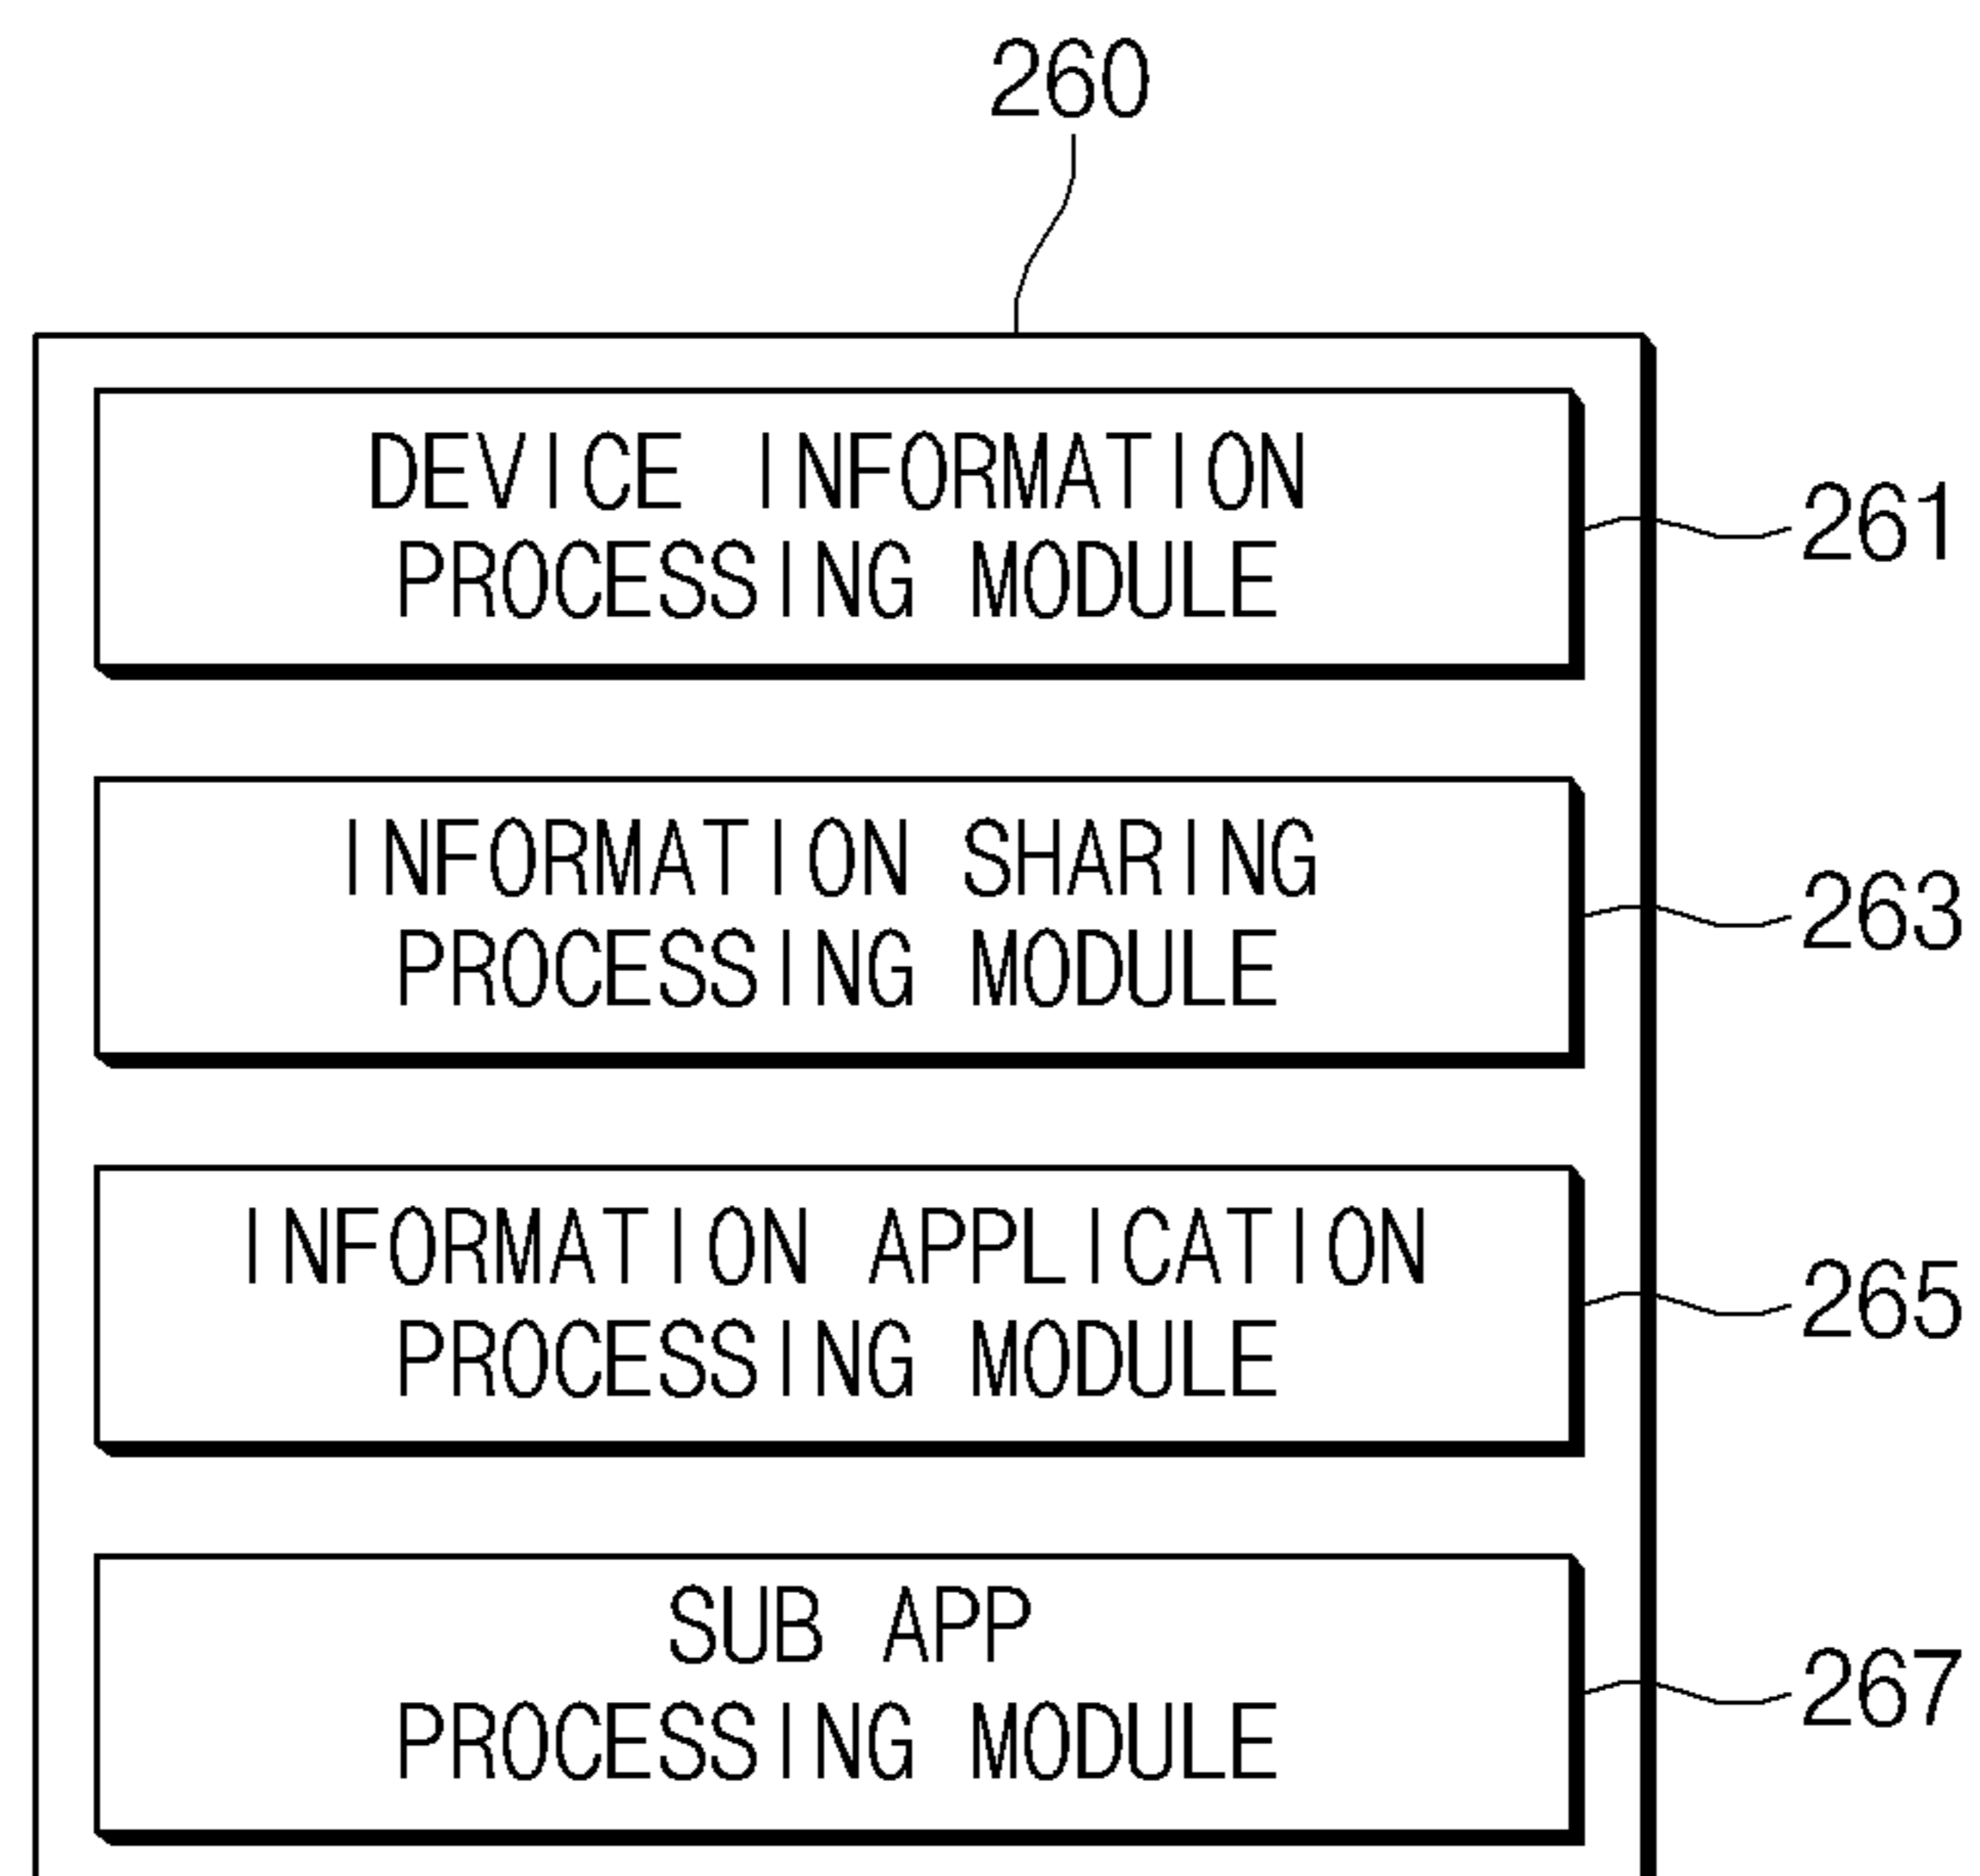 260
DEVICE INFORMATION
PROCESSING MODULE
261
INFORMATION SHARING
PROCESSING MODULE
263
INFORMATION APPLICATION
PROCESSING MODULE
265
SUB APP
PROCESSING MODULE
267